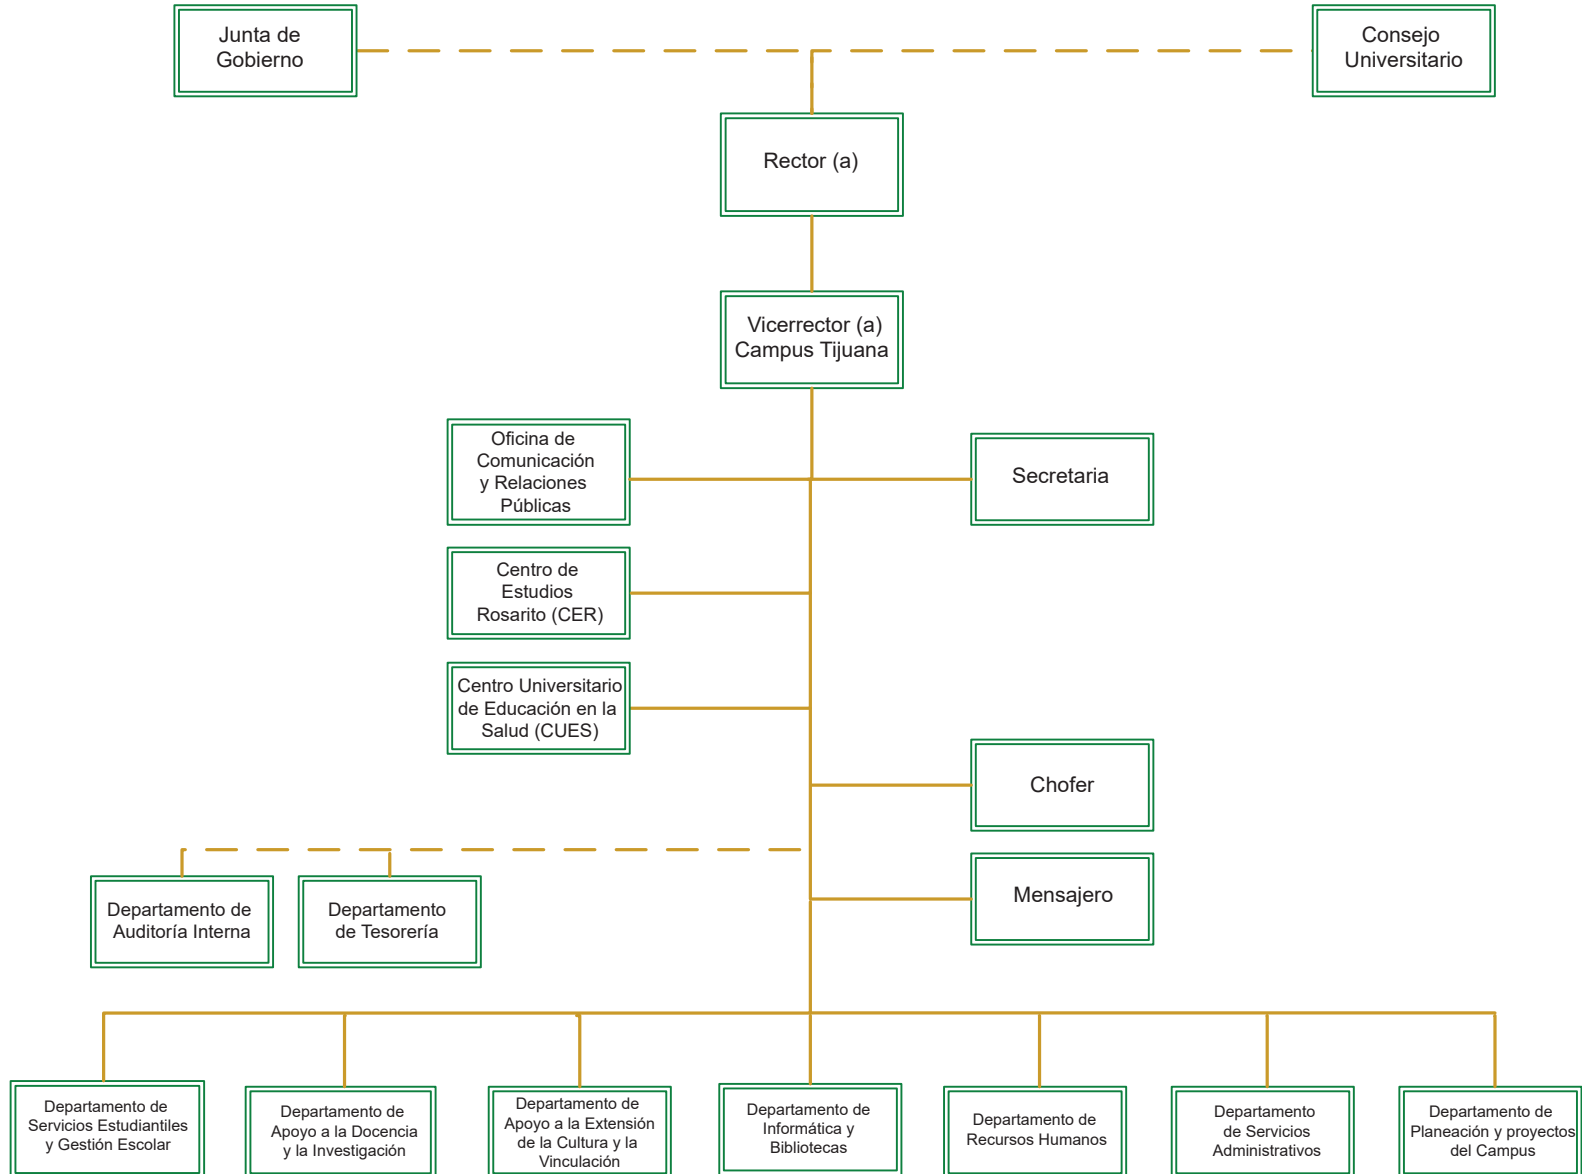 Junta de
Gobierno
Consejo
Universitario
Rector (a)
Vicerrector (a)
Campus Tijuana
Oficina de
Comunicación
y Relaciones
Públicas
Secretaria
Centro de
Estudios
Rosarito (CER)
Centro Universitario
de Educación en la
Salud (CUES)
Chofer
Mensajero
Departamento de
Auditoría Interna
Departamento
de Tesorería
Departamento de
Servicios Estudiantiles
y Gestión Escolar
Departamento de
Apoyo a la Docencia
y la Investigación
Departamento de
Apoyo a la Extensión
de la Cultura y la
Vinculación
Departamento de
Informática y
Bibliotecas
Departamento de
Recursos Humanos
Departamento
de Servicios
Administrativos
Departamento de
Planeación y proyectos
del Campus